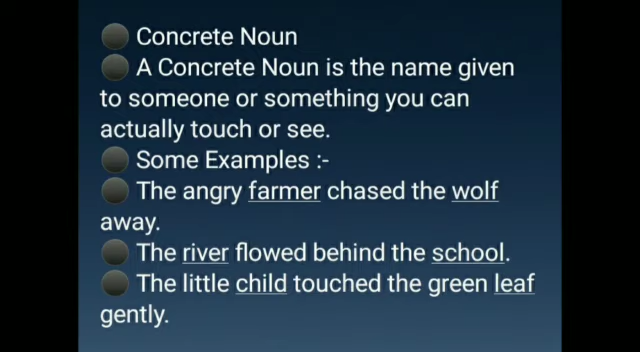 Concrete Noun
A Concrete Noun is the name given
to someone or something you can
actually touch or see.
Some Examples :-
The angry farmer chased the wolf
away.
The river flowed behind the school.
The little child touched the green leaf
gently.